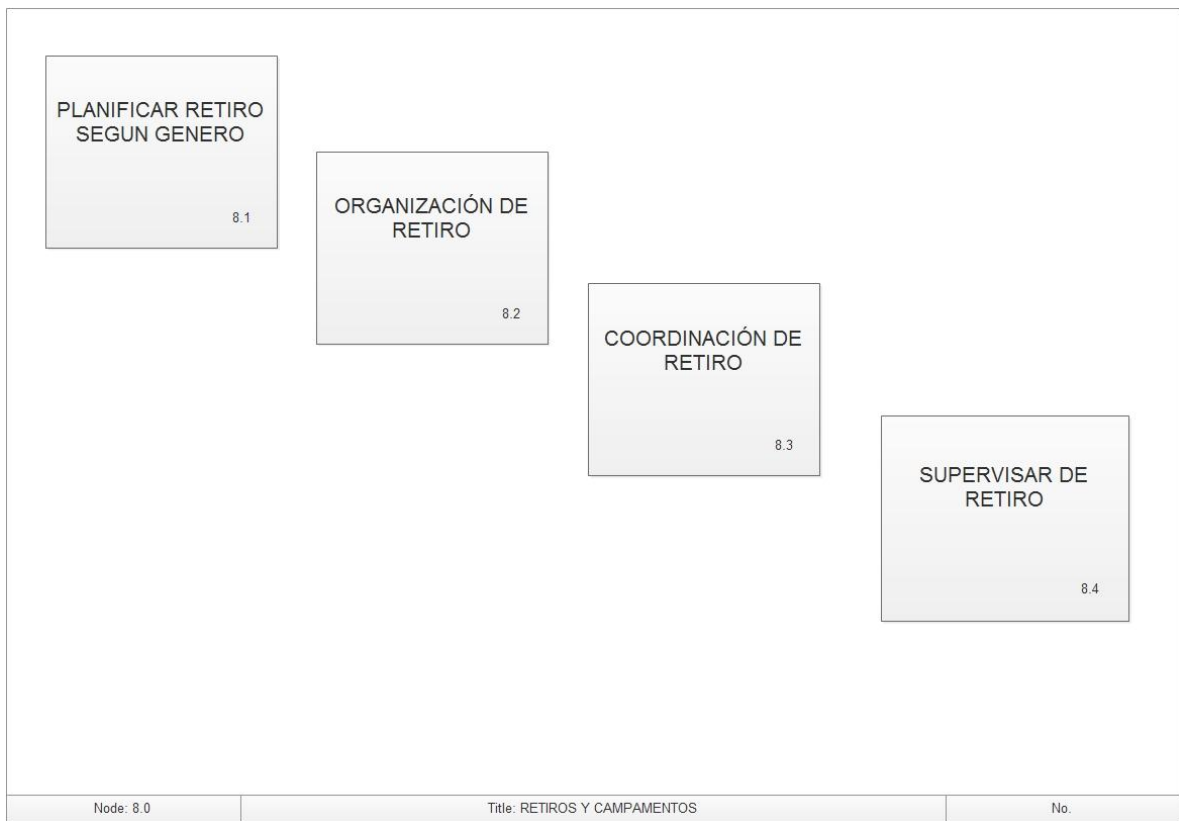 PLANIFICAR RETIRO
SEGUN GENERO
8.1
ORGANIZACIÓN DE
RETIRO
8.2
COORDINACIÓN DE
RETIRO
8.3
SUPERVISAR DE
RETIRO
8.4
Node: 8.0
Title: RETIROS Y CAMPAMENTOS
No.